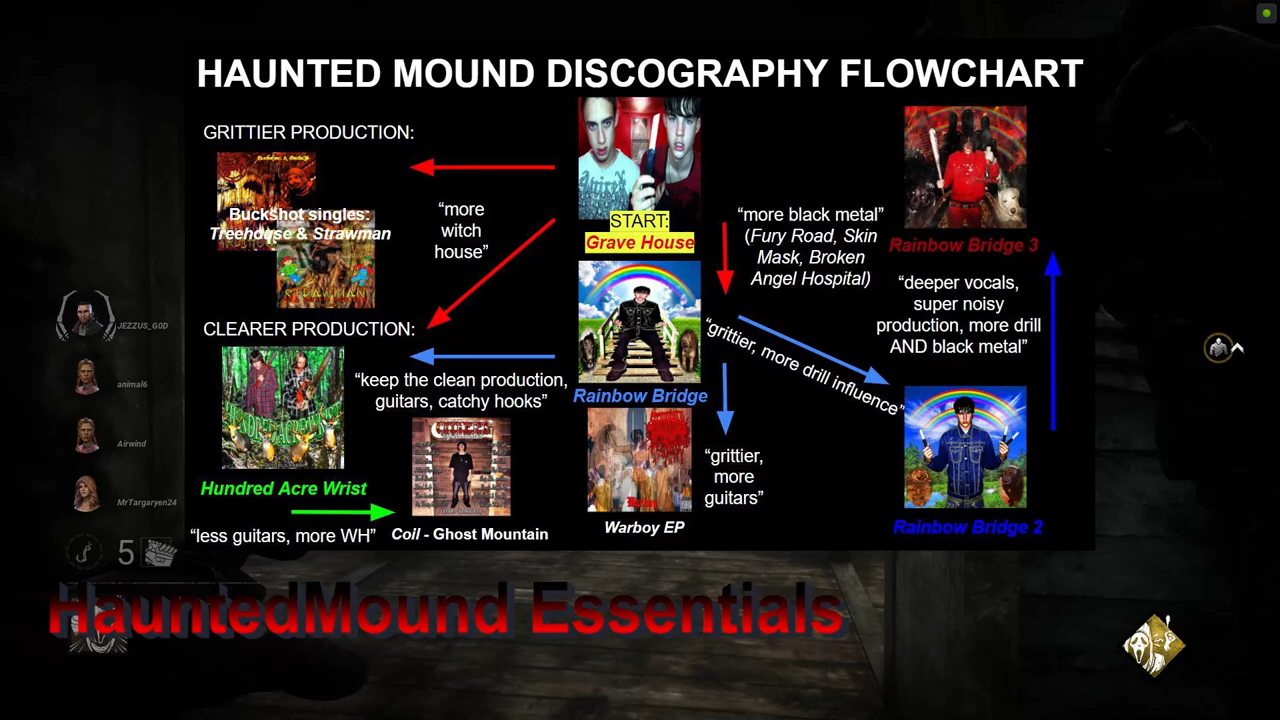 HAUNTED MOUND DISCOGRAPHY FLOWCHART
GRITTIER PRODUCTION:
Buckshot singles:
Treehouse & Strawman
"more
witch
house"
START:
Grave House
"more black metal"
(Fury Road, Skin
Mask, Broken
Angel Hospital)
Rainbow Bridge 3
"deeper vocals,
super noisy
production, more drill
AND black metal"
CLEARER PRODUCTION:
"keep the clean production,
guitars, catchy hooks"
Rainbow Bridge
"grittier, more drill influence"
Hundred Acre Wrist
"less guitars, more WH"
Coil - Ghost Mountain
Warboy EP
"grittier,
more
guitars"
Rainbow Bridge 2
JEZZUS_G0D
animal6
Airwind
MrTargaryen24
5
HauntedMound Essentials